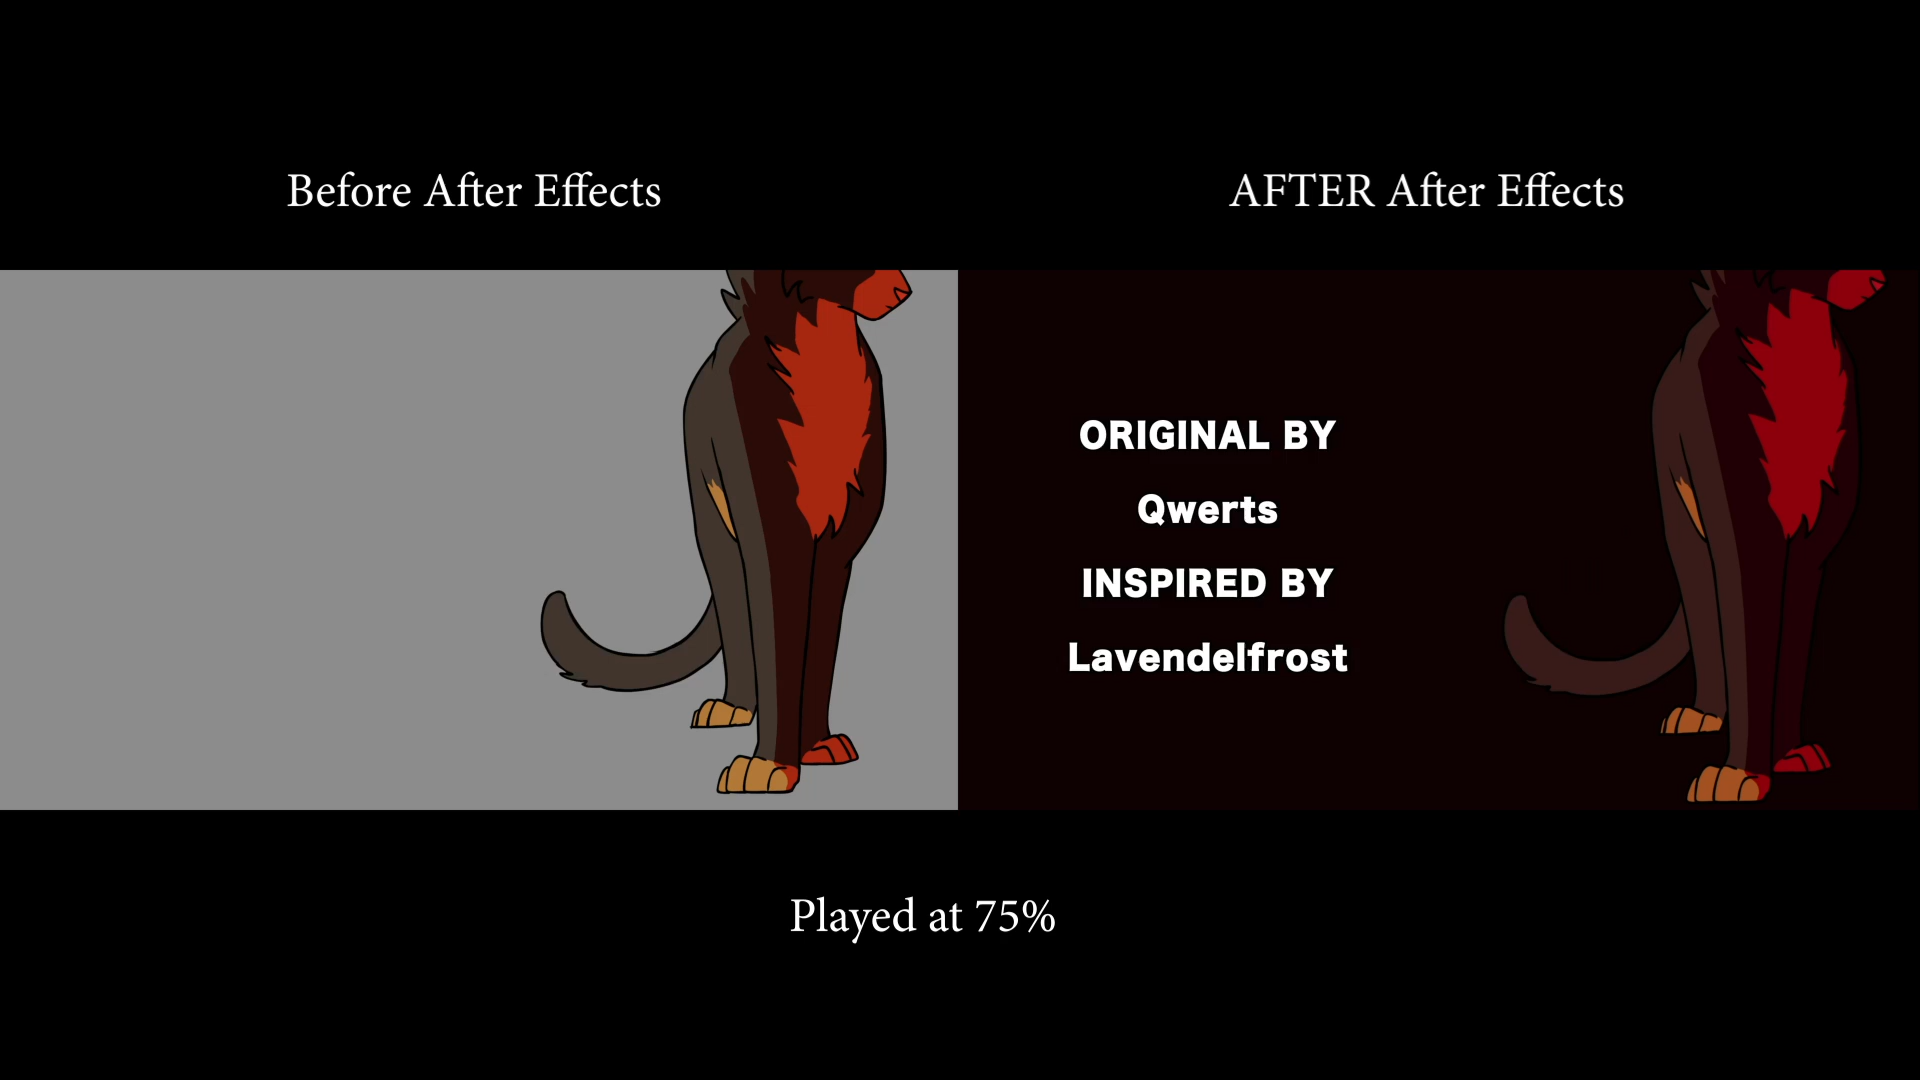 Before After Effects
AFTER After Effects
ORIGINAL BY
Qwerts
INSPIRED BY
Lavendelfrost
Played at 75%